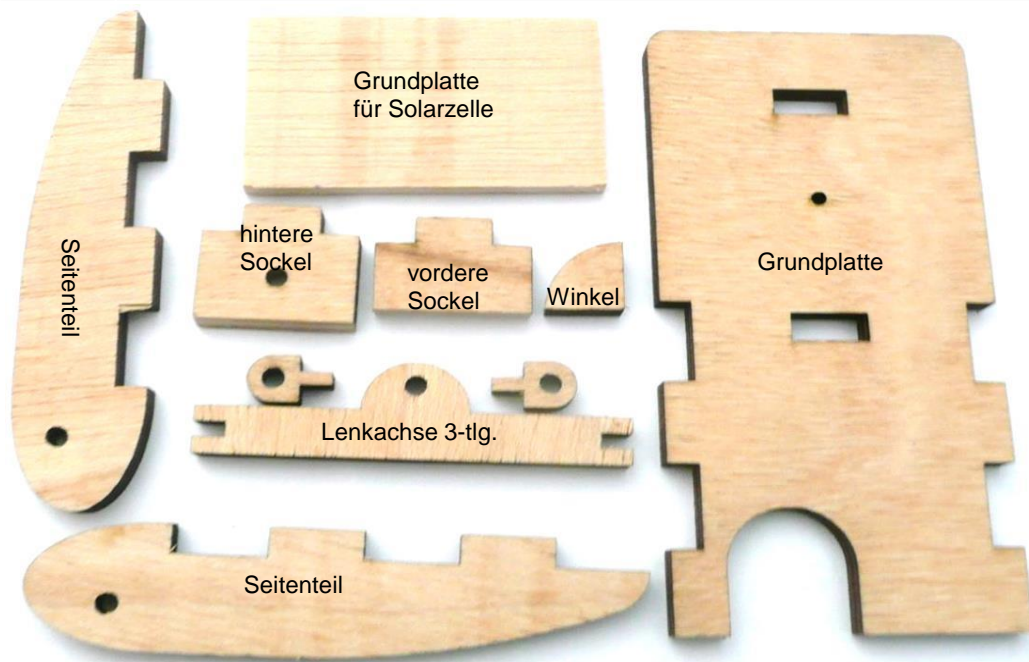 Grundplatte
für Solarzelle
Seitenteil
hintere
Sockel
vordere
Sockel
Winkel
Grundplatte
Lenkachse 3-tlg.
Seitenteil